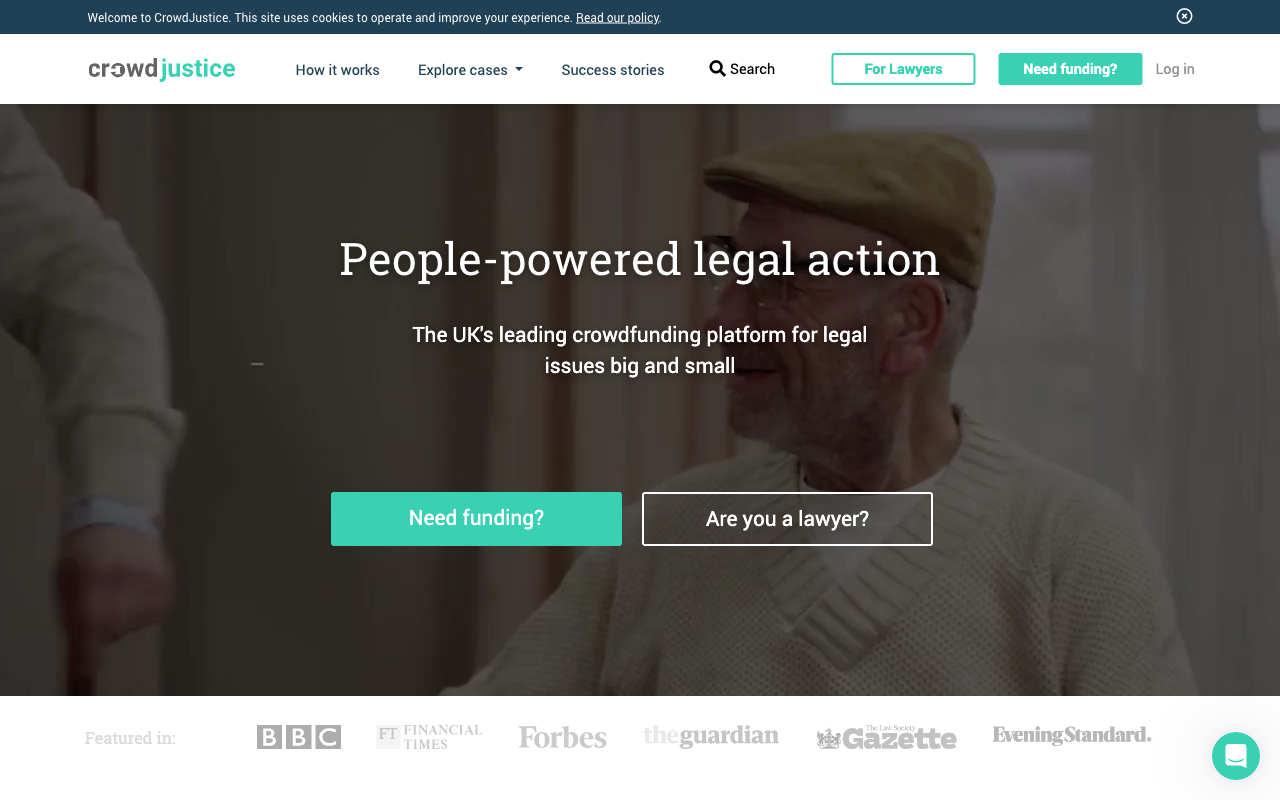 Welcome to CrowdJustice. This site uses cookies to operate and improve your experience. Read our policy.
crowdjustice
How it works
Explore cases
Success stories
Search
For Lawyers
Need funding?
Log in
People-powered legal action
The UK's leading crowdfunding platform for legal
issues big and small
Need funding?
Are you a lawyer?
Featured in:
BBC
FT FINANCIAL
TIMES
Forbes
theguardian
The Law Society
Gazette
Evening Standard.